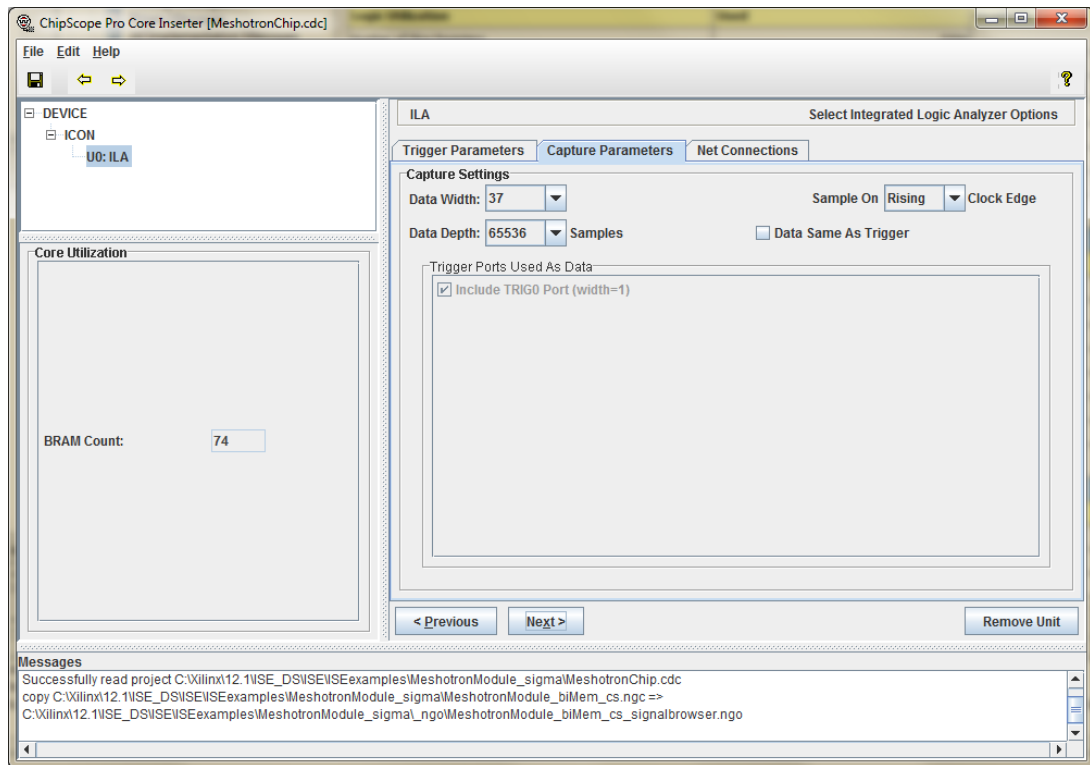 ChipScope Pro Core Inserter [MeshotronChip.cdc]
File Edit Help
DEVICE
ICON
U0: ILA
ILA Select Integrated Logic Analyzer Options
Trigger Parameters Capture Parameters Net Connections
Capture Settings
Data Width: 37 Sample On Rising Clock Edge
Data Depth: 65536 Samples Data Same As Trigger
Trigger Ports Used As Data
Include TRIG0 Port (width=1)
Core Utilization
BRAM Count: 74
< Previous Next > Remove Unit
Messages
Successfully read project C:\Xilinx\12.1\ISE_DS\ISE\ISEexamples\MeshotronModule_sigma\MeshotronChip.cdc
copy C:\Xilinx\12.1\ISE_DS\ISE\ISEexamples\MeshotronModule_sigma\MeshotronModule_biMem_cs.ngc =>
C:\Xilinx\12.1\ISE_DS\ISE\ISEexamples\MeshotronModule_sigma\_ngo\MeshotronModule_biMem_cs_signalbrowser.ngo